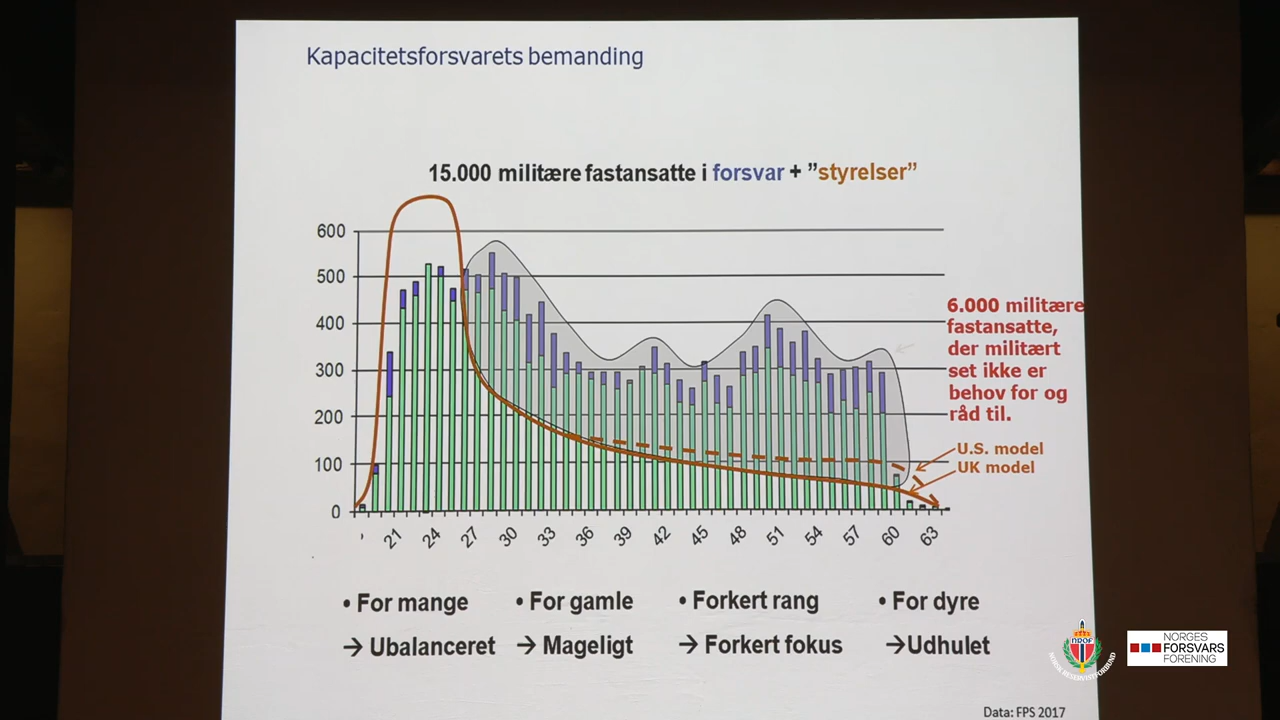 Kapacitetsforsvarets bemanding
15.000 militære fastansatte i forsvar + ”styrelser”
600
500
400
300
200
100
0
21 24 27 30 33 36 39 42 45 48 51 54 57 60 63
6.000 militære
fastansatte,
der militært
set ikke er
behov for og
råd til.
U.S. model
UK model
• For mange
• For gamle
• Forkert rang
• For dyre
→ Ubalanceret
→ Mageligt
→ Forkert fokus
→Udhulet
Data: FPS 2017
NROF
NORSK RESERVISTFORBUND
NORGES
FORSVARS
FORENING